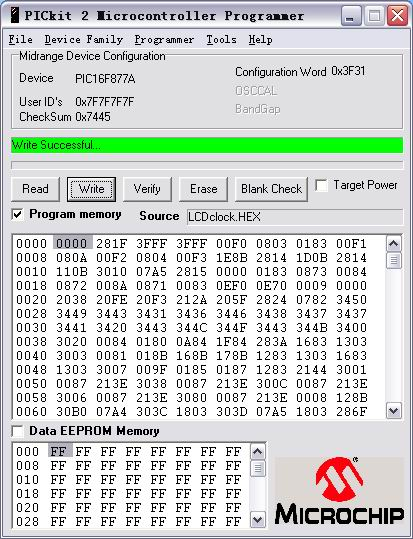 PICkit 2 Microcontroller Programmer
File Device Family Programmer Tools Help
Midrange Device Configuration
Device PIC16F877A
Configuration Word 0x3F31
OSCCAL
User ID's 0x7F7F7F7F
BandGap
CheckSum 0x7445
Write Successful...
Read Write Verify Erase Blank Check Target Power
Program memory Source LCDclock.HEX
0000 0000 281F 3FFF 3FFF 00F0 0803 0183 00F1
0008 080A 00F2 0804 00F3 1E8B 2814 1D0B 2814
0010 110B 3010 07A5 2815 0000 0183 0873 0084
0018 0872 008A 0871 0083 0EF0 0E70 0009 0000
0020 2038 20FE 20F3 212A 205F 2824 0782 3450
0028 3449 3443 3431 3436 3446 3438 3437 3437
0030 3441 3420 3443 344C 344F 3443 344B 3400
0038 3020 0084 0180 0A84 1F84 283A 1683 1303
0040 3003 0081 018B 168B 178B 1283 1303 1683
0048 1303 3007 009F 0185 0187 1283 2144 3001
0050 0087 213E 0038 0087 213E 300C 0087 213E
0058 3006 0087 213E 3080 0087 213E 0008 128B
0060 30B0 07A4 303C 1803 303D 07A5 1803 286F
Data EEPROM Memory
000 FF FF FF FF FF FF FF FF
008 FF FF FF FF FF FF FF FF
010 FF FF FF FF FF FF FF FF
018 FF FF FF FF FF FF FF FF
020 FF FF FF FF FF FF FF FF
028 FF FF FF FF FF FF FF FF
MICROCHIP